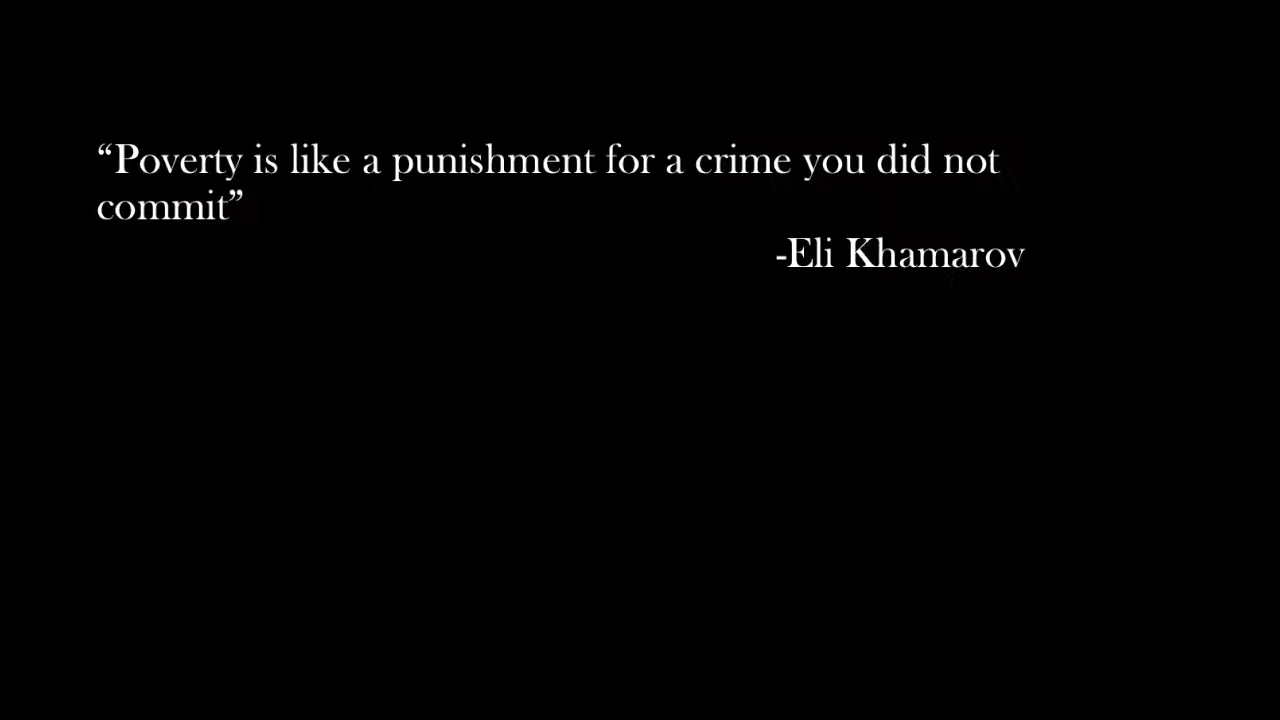 “Poverty is like a punishment for a crime you did not
commit”
-Eli Khamarov